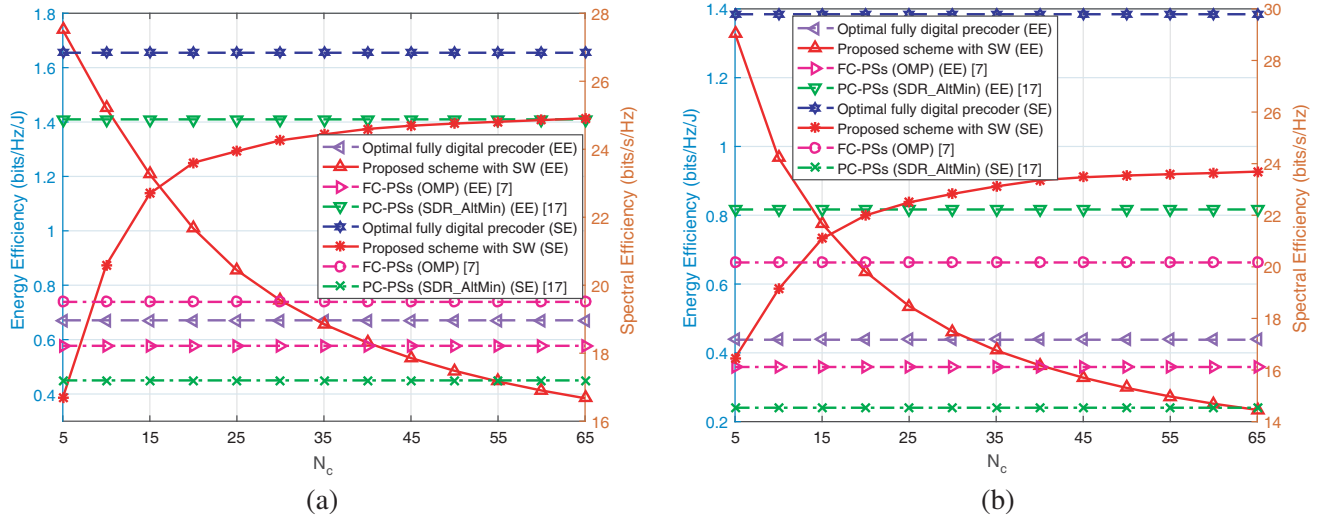 1.8
1.6
1.4
1.2
1
0.8
0.6
0.4
Energy Efficiency (bits/Hz/J)
28
26
25
24
22
21
20
19
18
17
16
Spectral Efficiency (bits/s/Hz)
Optimal fully digital precoder (EE)
Proposed scheme with SW (EE)
FC-PSs (OMP) (EE) [7]
PC-PSs (SDR_AltMin) (EE) [17]
Optimal fully digital precoder (SE)
Proposed scheme with SW (SE)
FC-PSs (OMP) [7]
PC-PSs (SDR_AltMin) (SE) [17]
5 15 25 35 45 55 65
N_c
(a)
1.4
1.2
1
0.8
0.6
0.4
0.2
Energy Efficiency (bits/Hz/J)
30
28
26
24
22
20
18
16
14
Spectral Efficiency (bits/s/Hz)
Optimal fully digital precoder (EE)
Proposed scheme with SW (EE)
FC-PSs (OMP) (EE) [7]
PC-PSs (SDR_AltMin) (EE) [17]
Optimal fully digital precoder (SE)
Proposed scheme with SW (SE)
FC-PSs (OMP) [7]
PC-PSs (SDR_AltMin) (SE) [17]
5 15 25 35 45 55 65
N_c
(b)